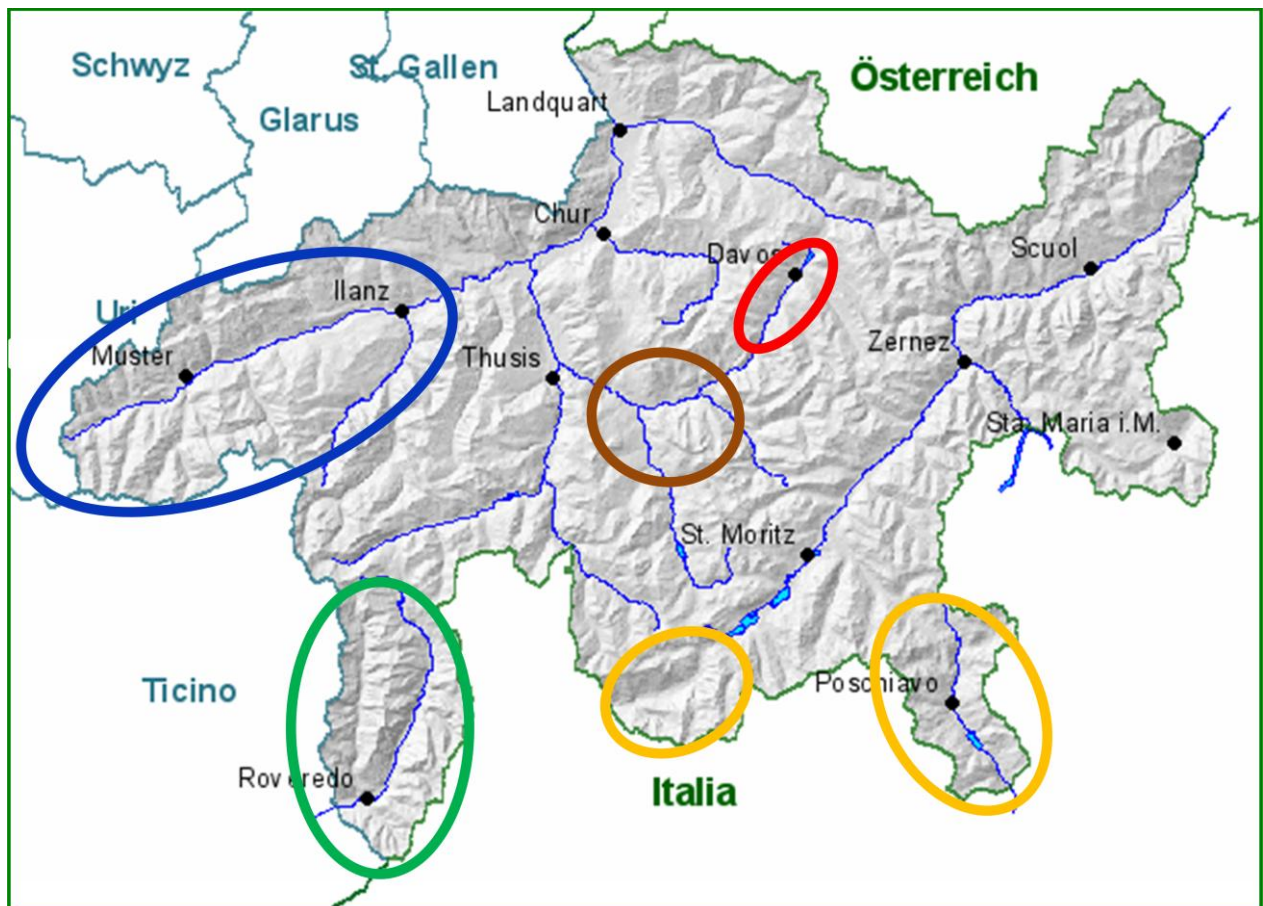 Schwyz
St. Gallen
Österreich
Landquart
Glarus
Chur
Davos
Scuol
Ilanz
Uri
Zernez
Muster
Thusis
Sta. Maria i.M.
St. Moritz
Poschiavo
Ticino
Roveredo
Italia